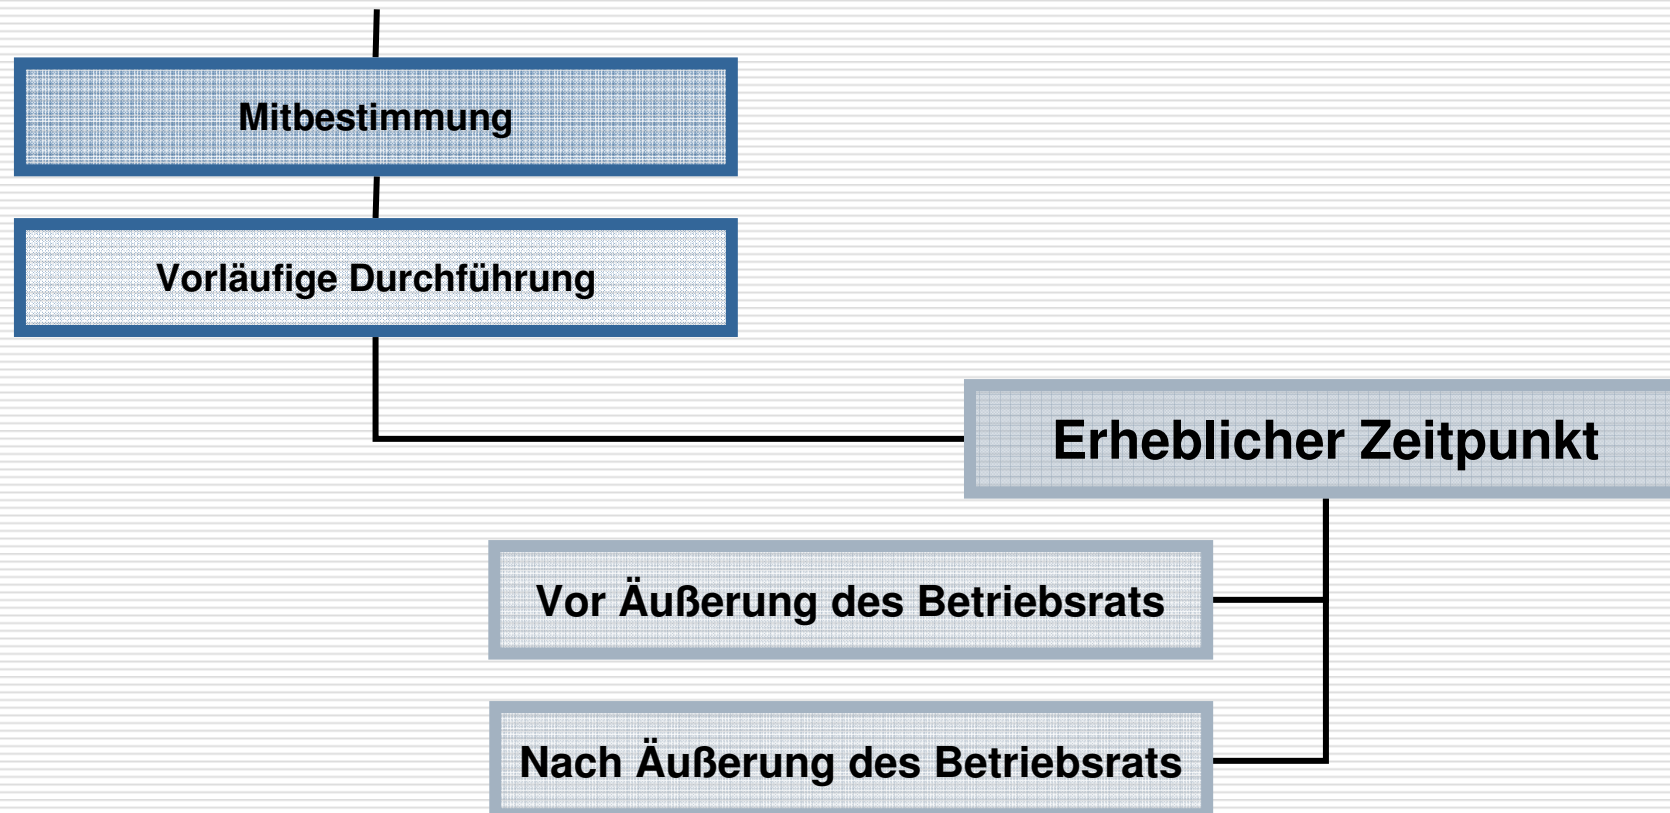 Mitbestimmung
Vorläufige Durchführung
Erheblicher Zeitpunkt
Vor Äußerung des Betriebsrats
Nach Äußerung des Betriebsrats